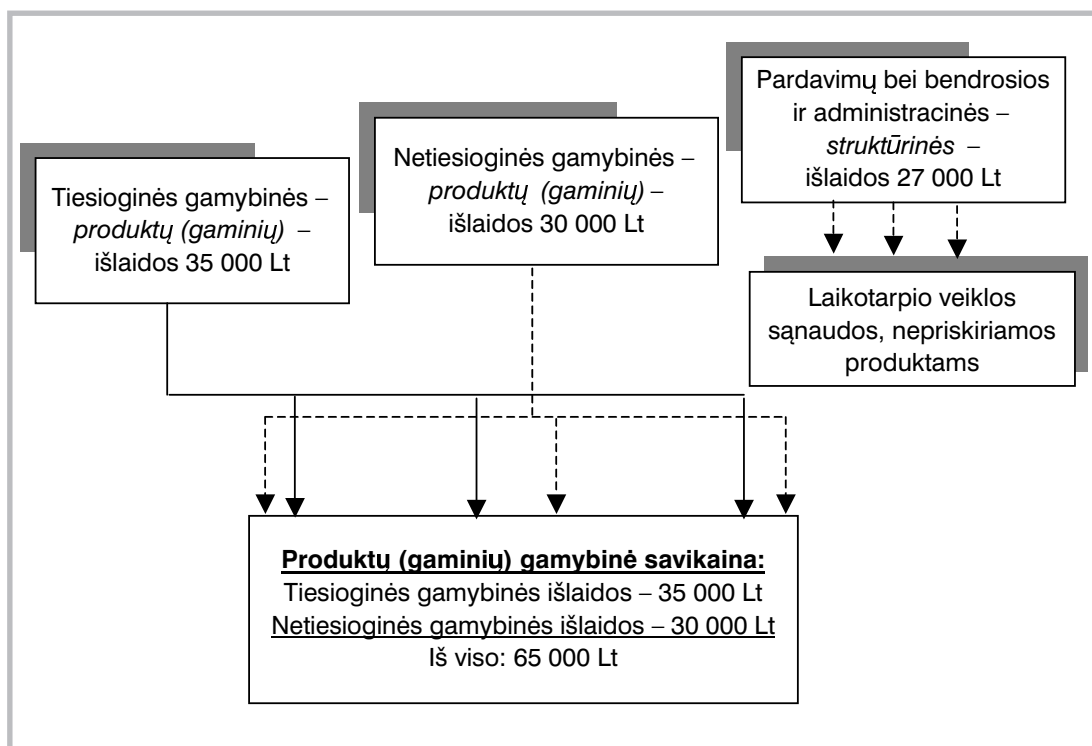 Tiesioginės gamybinės –
produktų (gaminių) –
išlaidos 35 000 Lt
Netiesioginės gamybinės –
produktų (gaminių) –
išlaidos 30 000 Lt
Pardavimų bei bendrosios
ir administracinės –
struktūrinės –
išlaidos 27 000 Lt
Laikotarpio veiklos
sąnaudos, nepriskiriamos
produktams
Produktų (gaminių) gamybinė savikaina:
Tiesioginės gamybinės išlaidos – 35 000 Lt
Netiesioginės gamybinės išlaidos – 30 000 Lt
Iš viso: 65 000 Lt